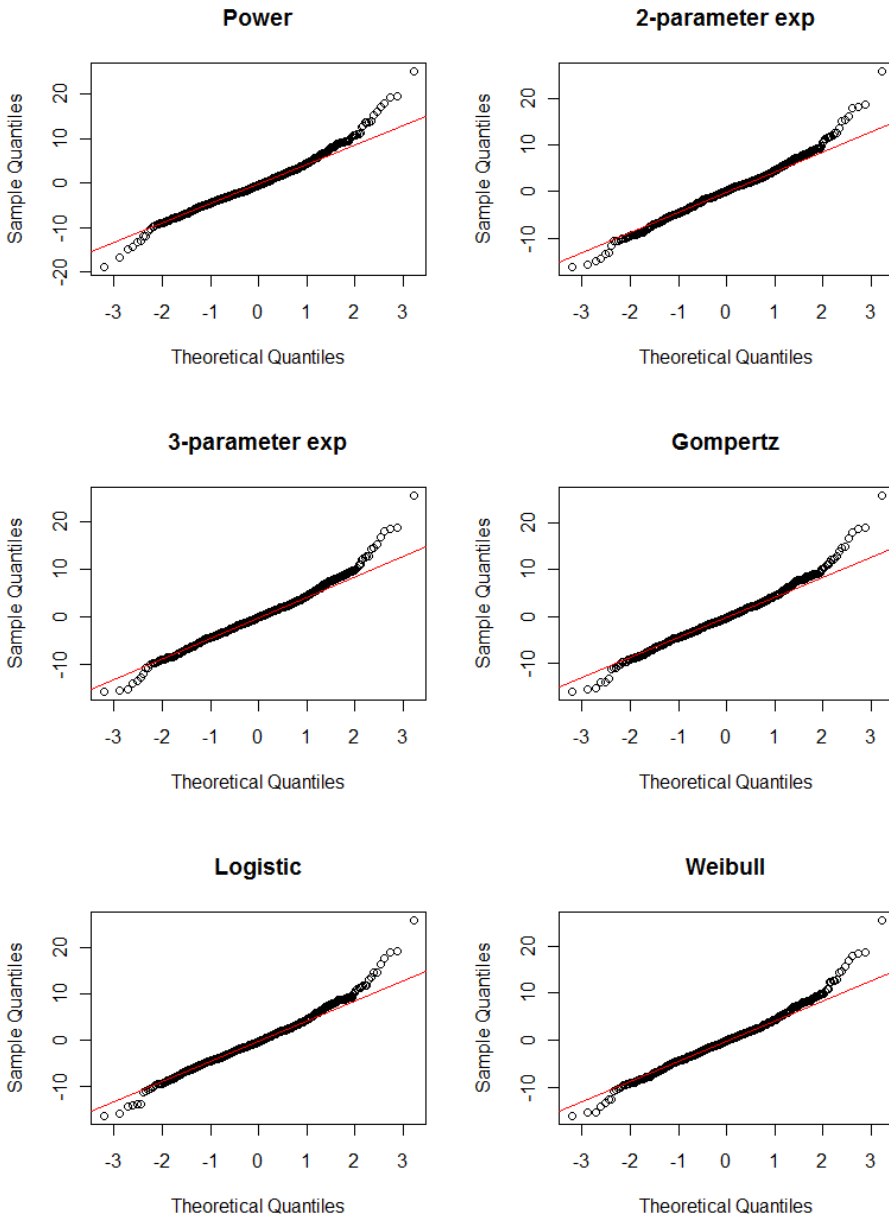 Power
Sample Quantiles
20
10
0
-10
-20
-3 -2 -1 0 1 2 3
Theoretical Quantiles
2-parameter exp
Sample Quantiles
20
10
0
-10
-3 -2 -1 0 1 2 3
Theoretical Quantiles
3-parameter exp
Sample Quantiles
20
10
0
-10
-3 -2 -1 0 1 2 3
Theoretical Quantiles
Gompertz
Sample Quantiles
20
10
0
-10
-3 -2 -1 0 1 2 3
Theoretical Quantiles
Logistic
Sample Quantiles
20
10
0
-10
-3 -2 -1 0 1 2 3
Theoretical Quantiles
Weibull
Sample Quantiles
20
10
0
-10
-3 -2 -1 0 1 2 3
Theoretical Quantiles